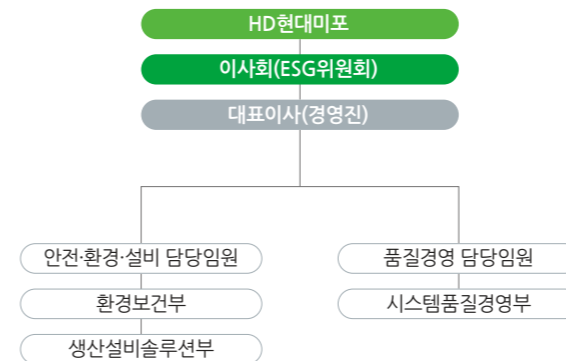 HD현대미포
이사회(ESG위원회)
대표이사(경영진)
안전·환경·설비 담당임원
환경보건부
생산설비솔루션부
품질경영 담당임원
시스템품질경영부